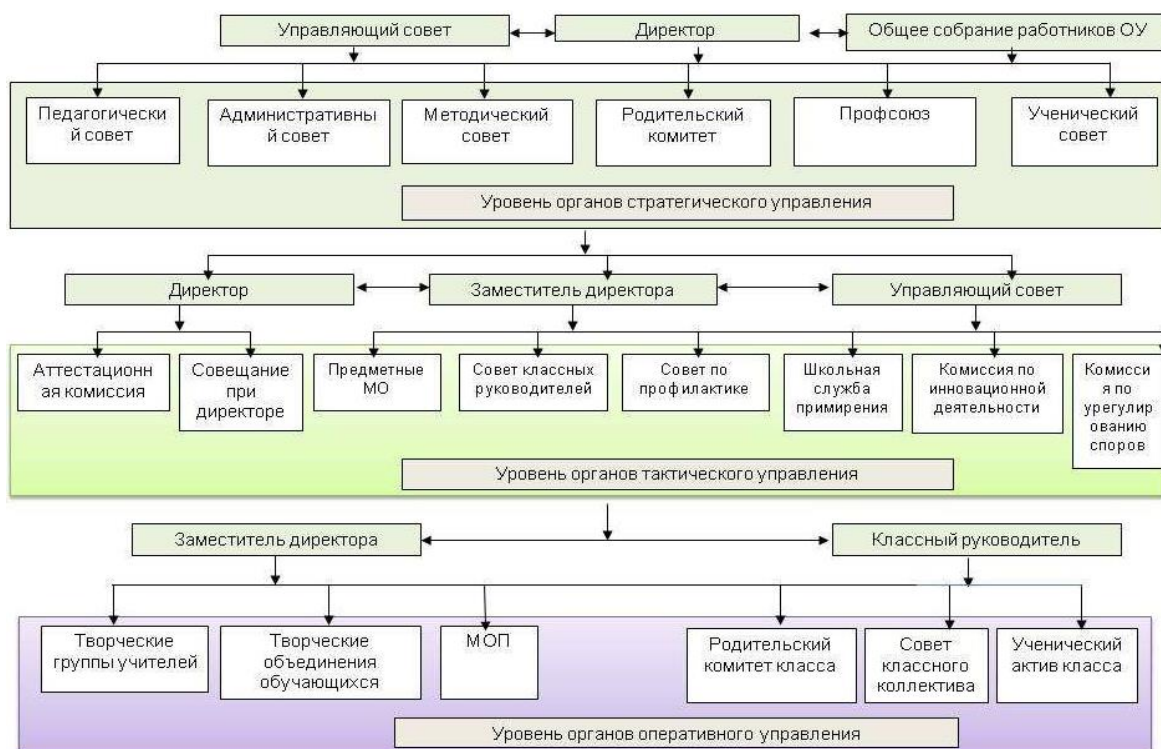 Управляющий совет
Директор
Общее собрание работников ОУ
Педагогически
й совет
Административны
й совет
Методический
совет
Родительский
комитет
Профсоюз
Ученический
совет
Уровень органов стратегического управления
Директор
Заместитель директора
Управляющий совет
Аттестационн
ая комиссия
Совещание
при
директоре
Предметные
МО
Совет классных
руководителей
Совет по
профилактике
Школьная
служба
примирения
Комиссия по
инновационной
деятельности
Комисси
я по
урегулир
ованию
споров
Уровень органов тактического управления
Заместитель директора
Классный руководитель
Творческие
группы учителей
Творческие
объединения
обучающихся
МОП
Родительский
комитет класса
Совет
классного
коллектива
Ученический
актив класса
Уровень органов оперативного управления